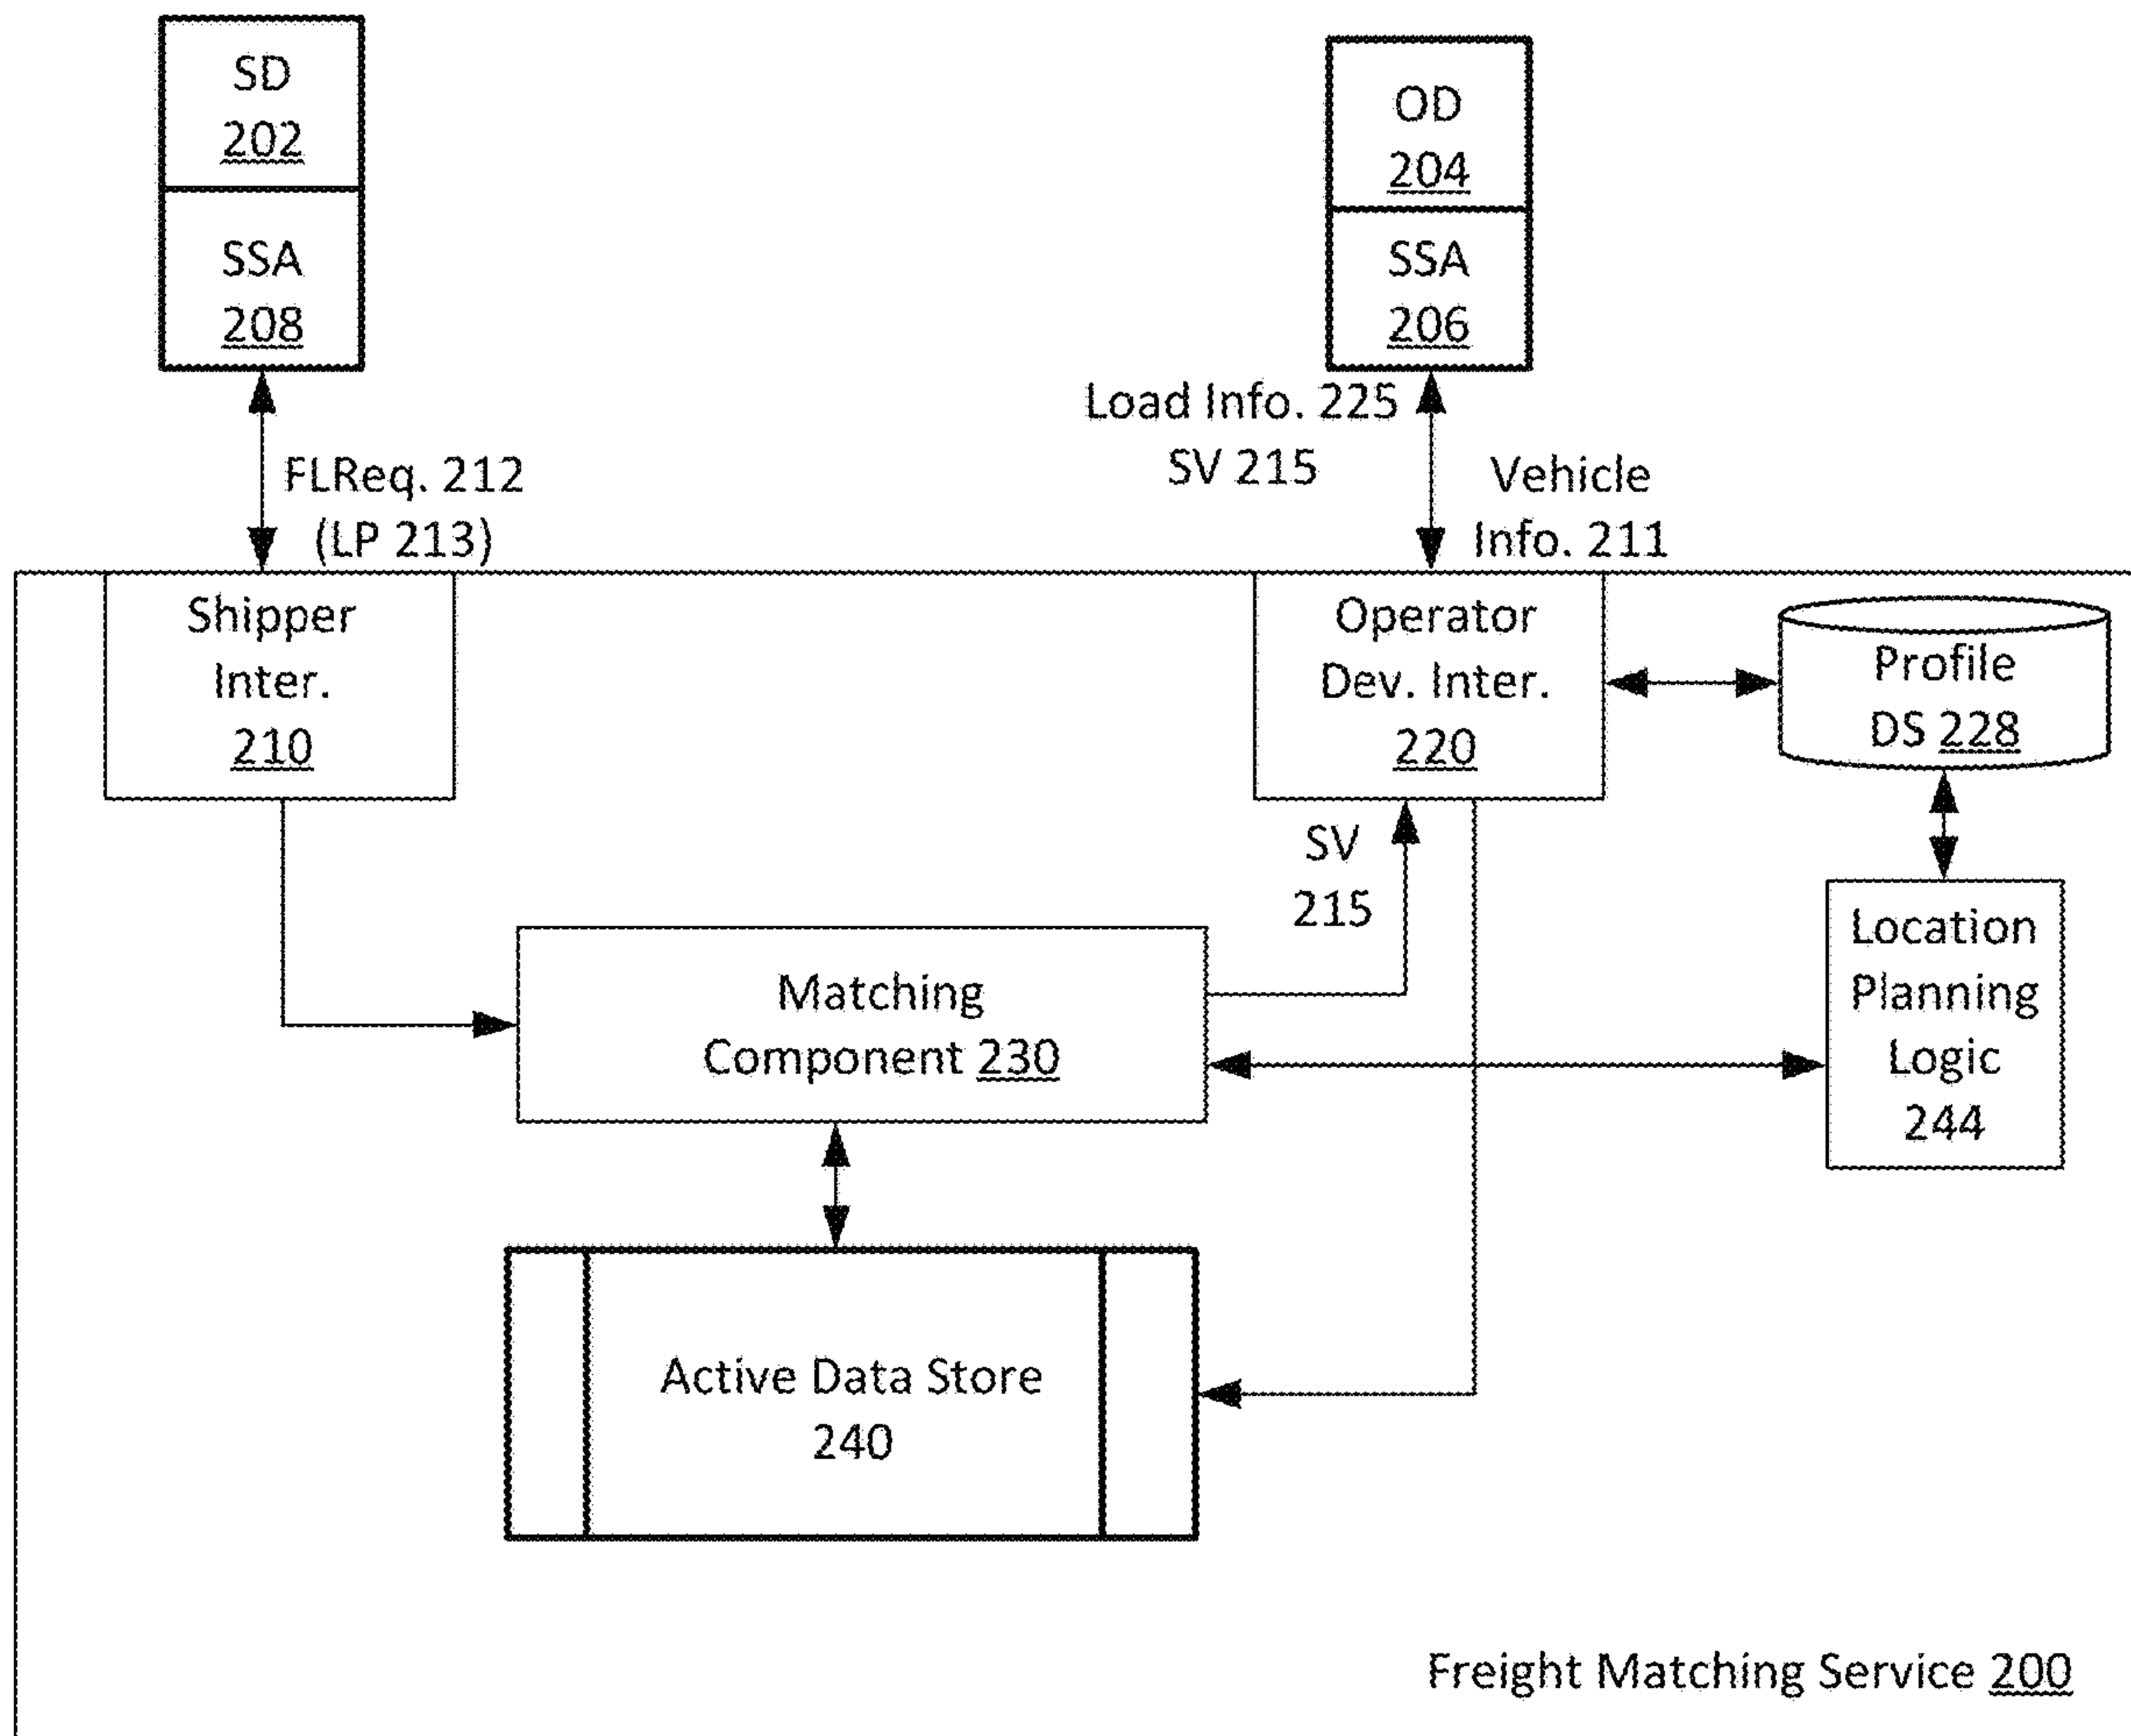 SD
202
SSA
208
OD
204
SSA
206
FLReq. 212
(LP 213)
Load Info. 225
SV 215
Vehicle
Info. 211
Shipper
Inter.
210
Operator
Dev. Inter.
220
Profile
DS 228
SV
215
Matching
Component 230
Location
Planning
Logic
244
Active Data Store
240
Freight Matching Service 200